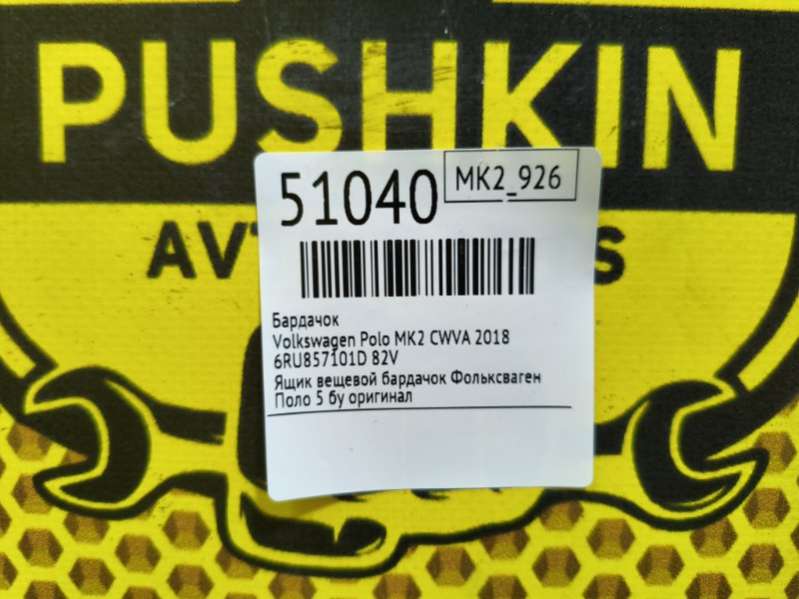 PUSHKIN
51040
MK2_926
Бардачок
Volkswagen Polo MK2 CWVA 2018
6RU857101D 82V
Ящик вещевой бардачок Фольксваген
Поло 5 бу оригинал